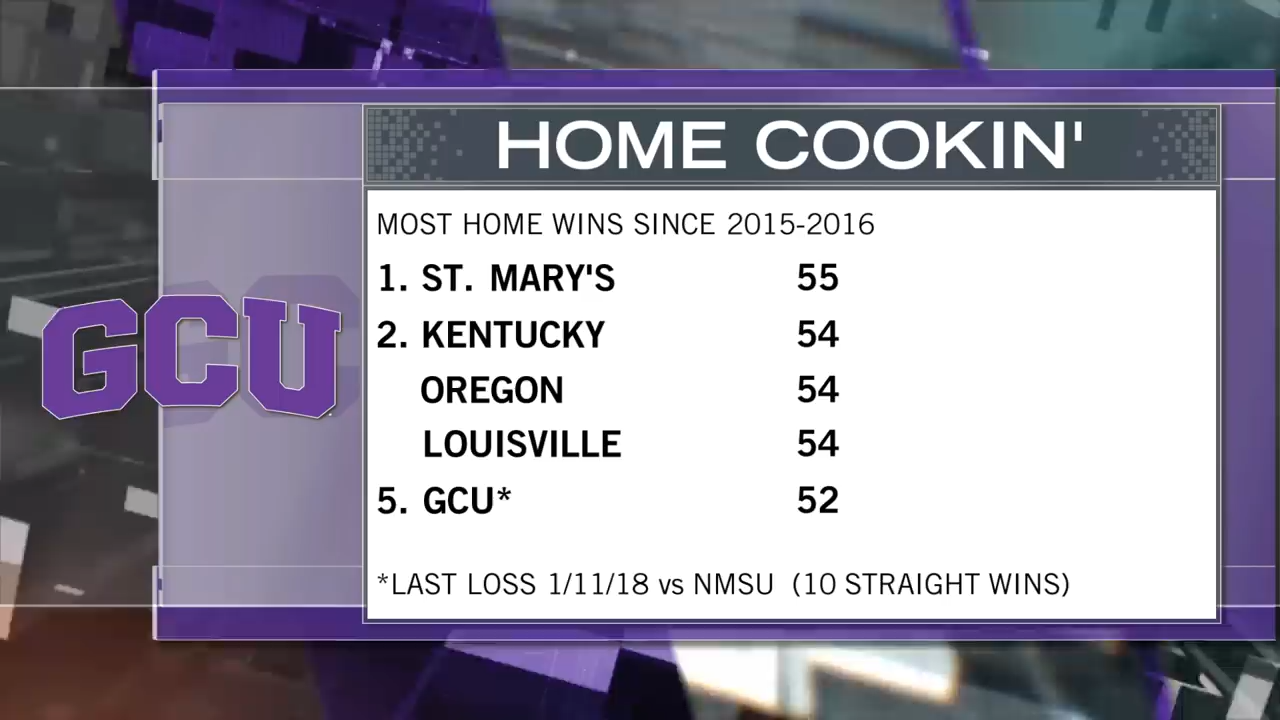 HOME COOKIN'
MOST HOME WINS SINCE 2015-2016
1. ST. MARY'S 55
2. KENTUCKY 54
OREGON 54
LOUISVILLE 54
GCU
5. GCU* 52
*LAST LOSS 1/11/18 vs NMSU (10 STRAIGHT WINS)